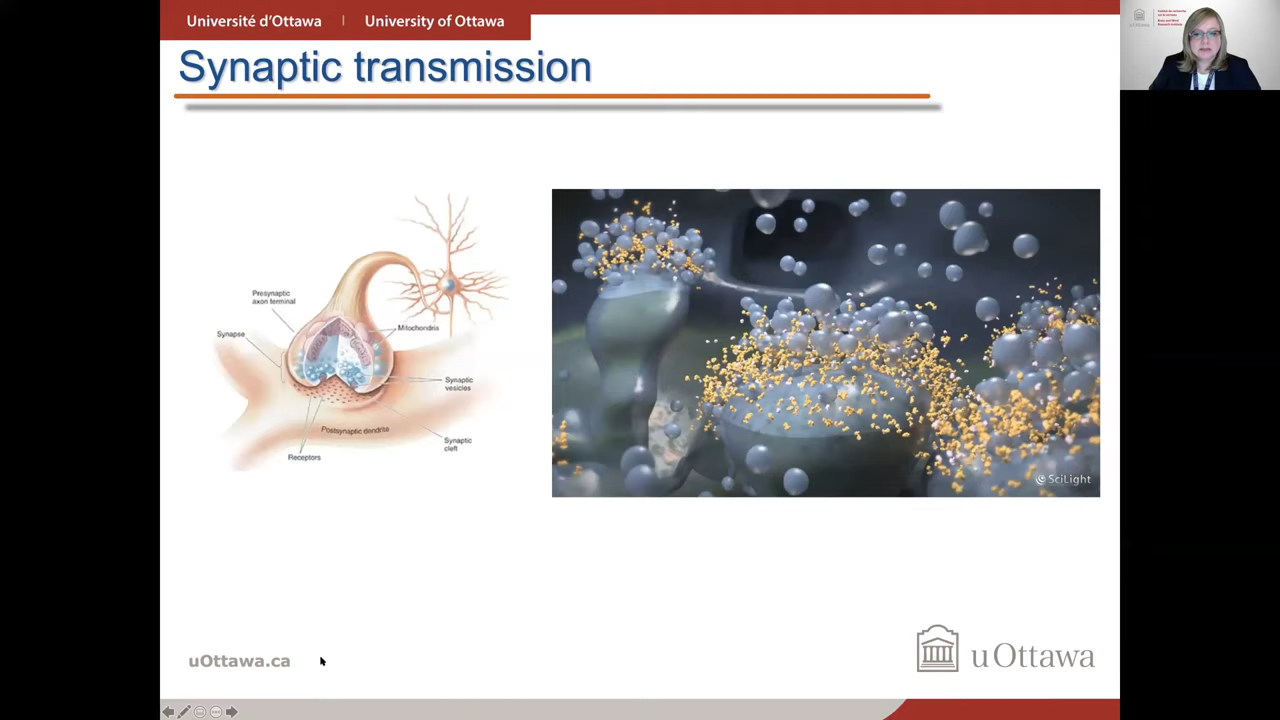 Université d'Ottawa | University of Ottawa
Synaptic transmission
Presynaptic
axon terminal
Synapse
Mitochondria
Synaptic
vesicles
Postsynaptic dendrite
Synaptic
cleft
Receptors
SciLight
uOttawa.ca
uOttawa
uOttawa